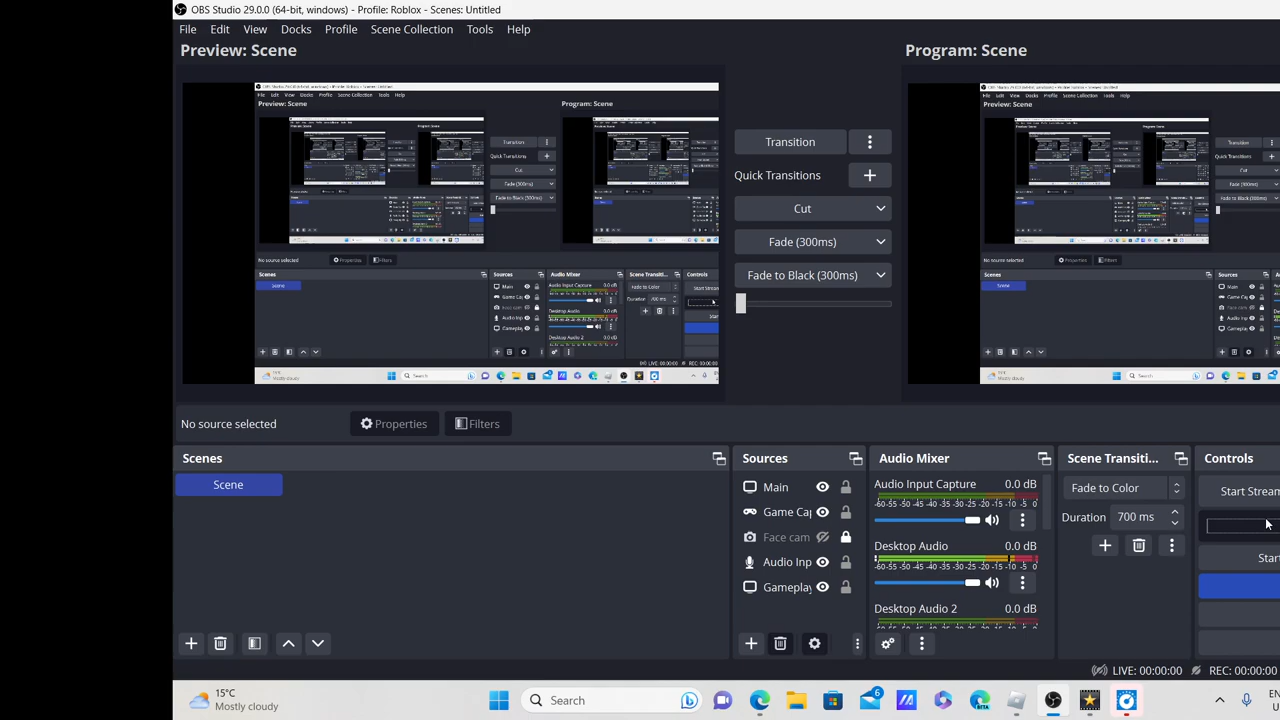 OBS Studio 29.0.0 (64-bit, windows) - Profile: Roblox - Scenes: Untitled
File Edit View Docks Profile Scene Collection Tools Help
Preview: Scene
Program: Scene
Transition
Quick Transitions
Cut
Fade (300ms)
Fade to Black (300ms)
No source selected Properties Filters
Scenes
Scene
Sources
Main
Game Cap
Face cam
Audio Inp
Gameplay
Audio Mixer
Audio Input Capture 0.0 dB
-60 -55 -50 -45 -40 -35 -30 -25 -20 -15 -10 -5 0
Desktop Audio 0.0 dB
-60 -55 -50 -45 -40 -35 -30 -25 -20 -15 -10 -5 0
Desktop Audio 2 0.0 dB
Scene Transiti...
Fade to Color
Duration 700 ms
Controls
Start Stream
Start
LIVE: 00:00:00 REC: 00:00:00
15°C
Mostly cloudy
Search
6
BETA
EN
U